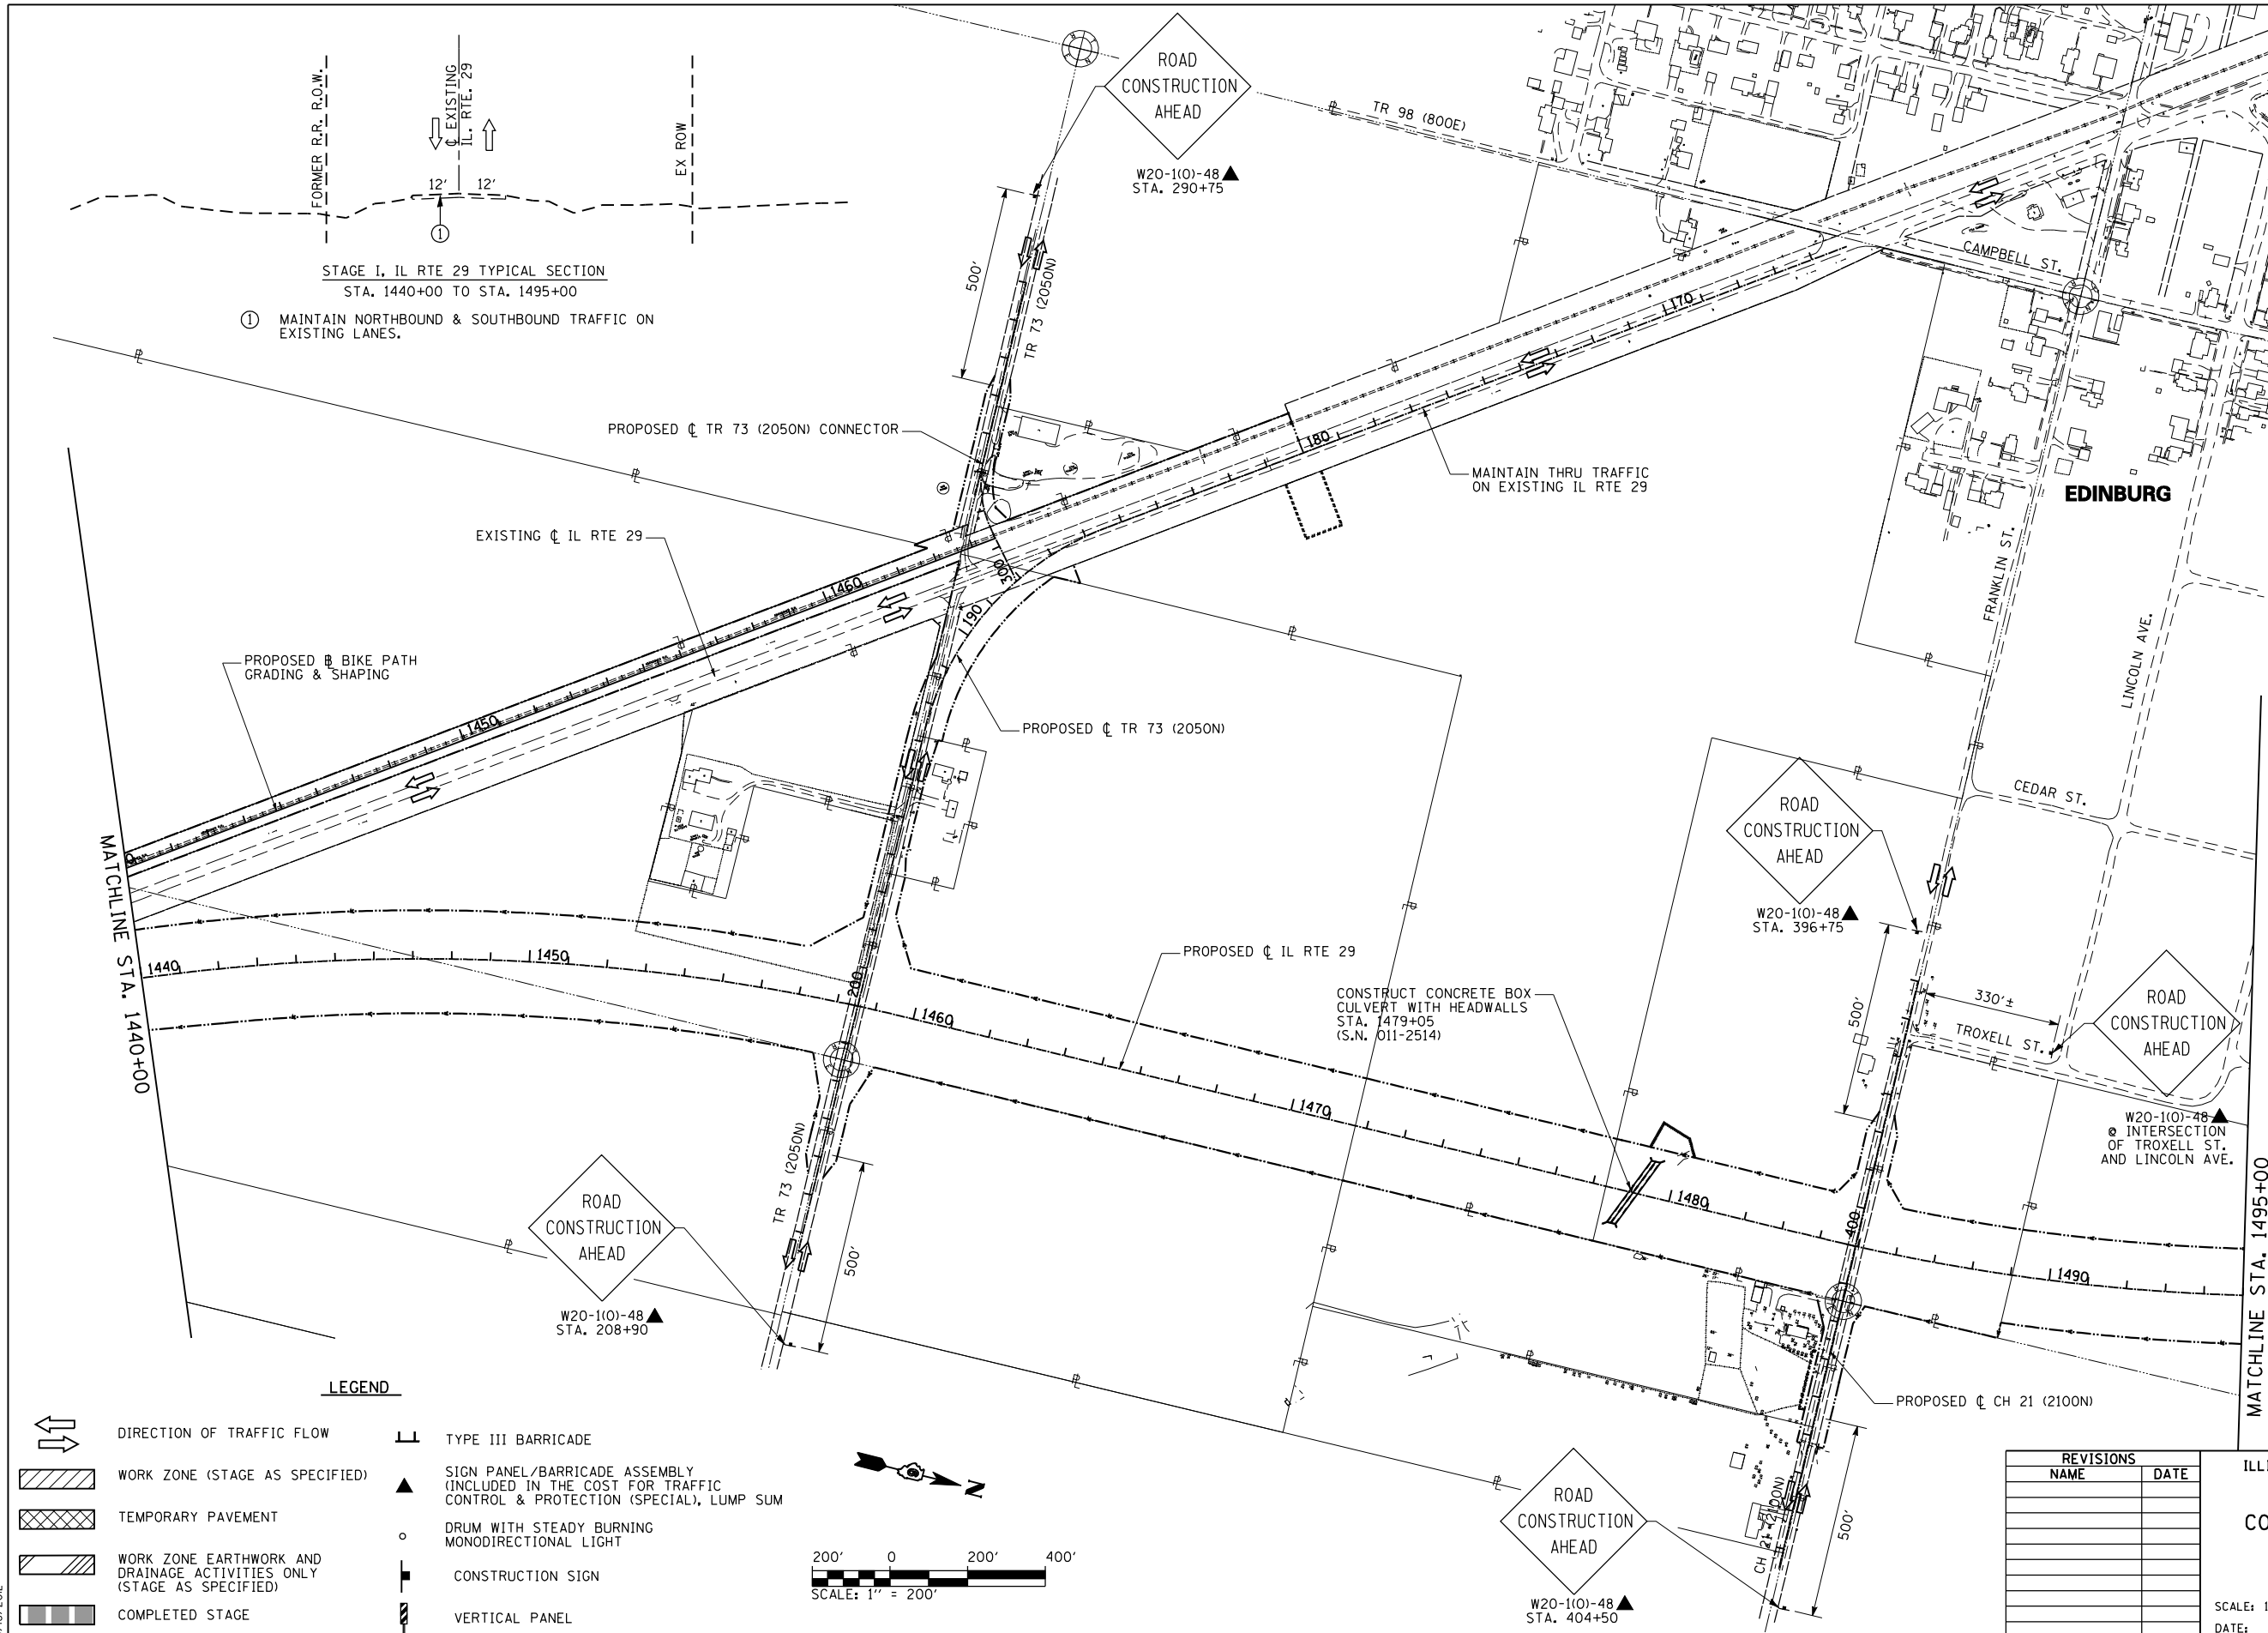 FORMER R.R. R.O.W.
℄ EXISTING
IL. RTE. 29
EX ROW
12' 12'
1
STAGE I, IL RTE 29 TYPICAL SECTION
STA. 1440+00 TO STA. 1495+00
1 MAINTAIN NORTHBOUND & SOUTHBOUND TRAFFIC ON
EXISTING LANES.
ROAD
CONSTRUCTION
AHEAD
W20-1(O)-48▲
STA. 290+75
500'
TR 73 (2050N)
TR 98 (800E)
CAMPBELL ST.
170
180
PROPOSED ℄ TR 73 (2050N) CONNECTOR
MAINTAIN THRU TRAFFIC
ON EXISTING IL RTE 29
EDINBURG
FRANKLIN ST.
LINCOLN AVE.
EXISTING ℄ IL RTE 29
1460
300
190
PROPOSED ℄ TR 73 (2050N)
PROPOSED B BIKE PATH
GRADING & SHAPING
1450
CEDAR ST.
ROAD
CONSTRUCTION
AHEAD
W20-1(O)-48▲
STA. 396+75
500'
330'±
TROXELL ST.
ROAD
CONSTRUCTION
AHEAD
W20-1(O)-48▲
@ INTERSECTION
OF TROXELL ST.
AND LINCOLN AVE.
MATCHLINE STA. 1440+00
1440
1450
200
1460
PROPOSED ℄ IL RTE 29
CONSTRUCT CONCRETE BOX
CULVERT WITH HEADWALLS
STA. 1479+05
(S.N. 011-2514)
1470
1480
400
1490
MATCHLINE STA. 1495+00
TR 73 (2050N)
500'
ROAD
CONSTRUCTION
AHEAD
W20-1(O)-48▲
STA. 208+90
PROPOSED ℄ CH 21 (2100N)
CH 21 (2100N)
500'
ROAD
CONSTRUCTION
AHEAD
W20-1(O)-48▲
STA. 404+50
LEGEND
DIRECTION OF TRAFFIC FLOW
WORK ZONE (STAGE AS SPECIFIED)
TEMPORARY PAVEMENT
WORK ZONE EARTHWORK AND
DRAINAGE ACTIVITIES ONLY
(STAGE AS SPECIFIED)
COMPLETED STAGE
TYPE III BARRICADE
SIGN PANEL/BARRICADE ASSEMBLY
(INCLUDED IN THE COST FOR TRAFFIC
CONTROL & PROTECTION (SPECIAL), LUMP SUM
DRUM WITH STEADY BURNING
MONODIRECTIONAL LIGHT
CONSTRUCTION SIGN
VERTICAL PANEL
N
200' 0 200' 400'
SCALE: 1'' = 200'
REVISIONS
NAME DATE
ILL
CO
SCALE: 1
DATE: